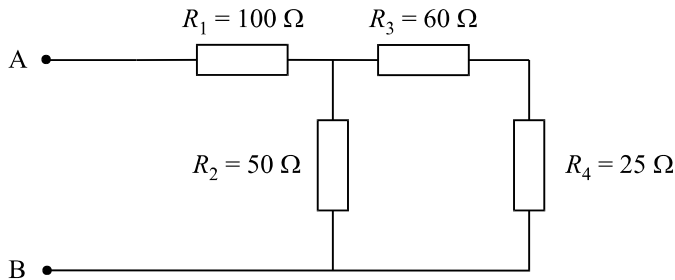 R₁ = 100 Ω
R₃ = 60 Ω
A
R₂ = 50 Ω
R₄ = 25 Ω
B